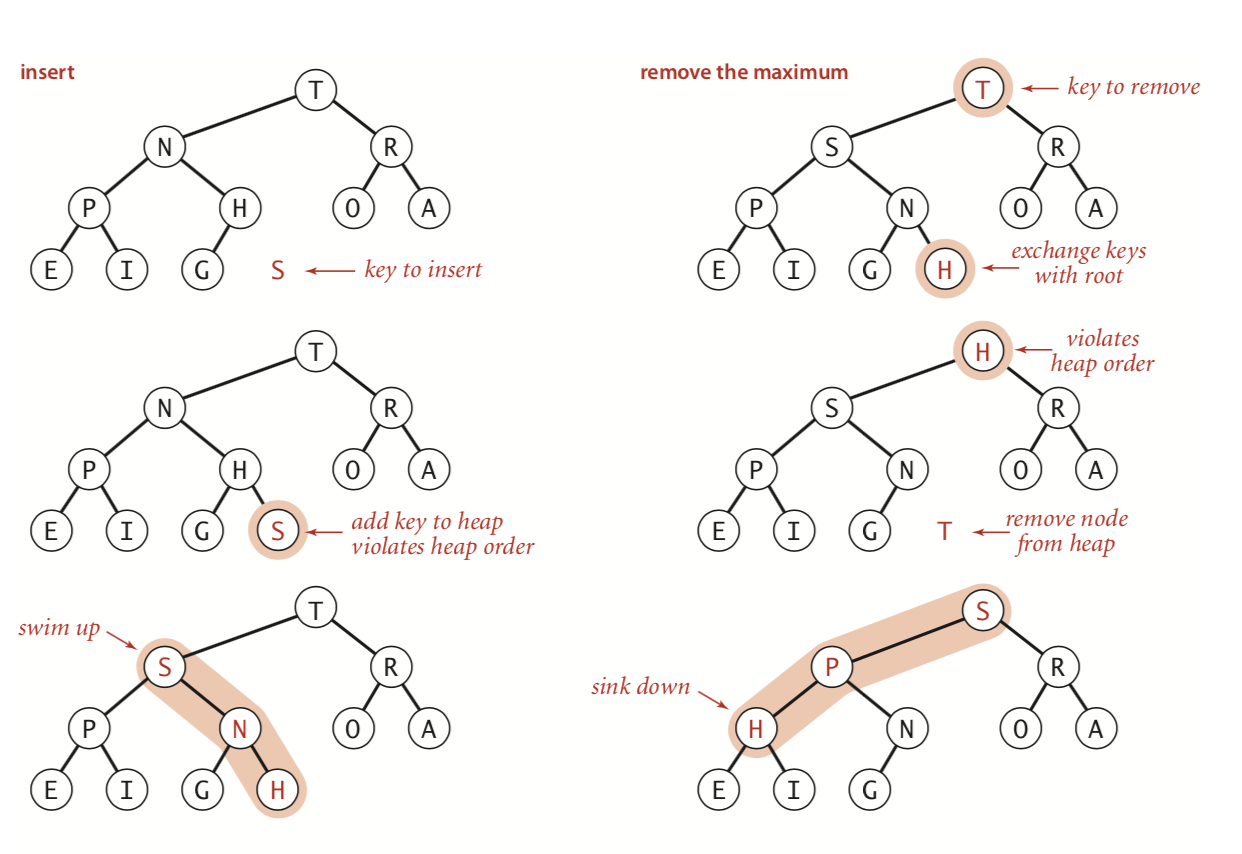 insert
T
N R
P H O A
E I G S key to insert
T
N R
P H O A
E I G S add key to heap
violates heap order
T
swim up
S R
P N O A
E I G H
remove the maximum
T key to remove
S R
P N O A
E I G H exchange keys
with root
H violates
heap order
S R
P N O A
E I G T remove node
from heap
S
P R
sink down
H N O A
E I G